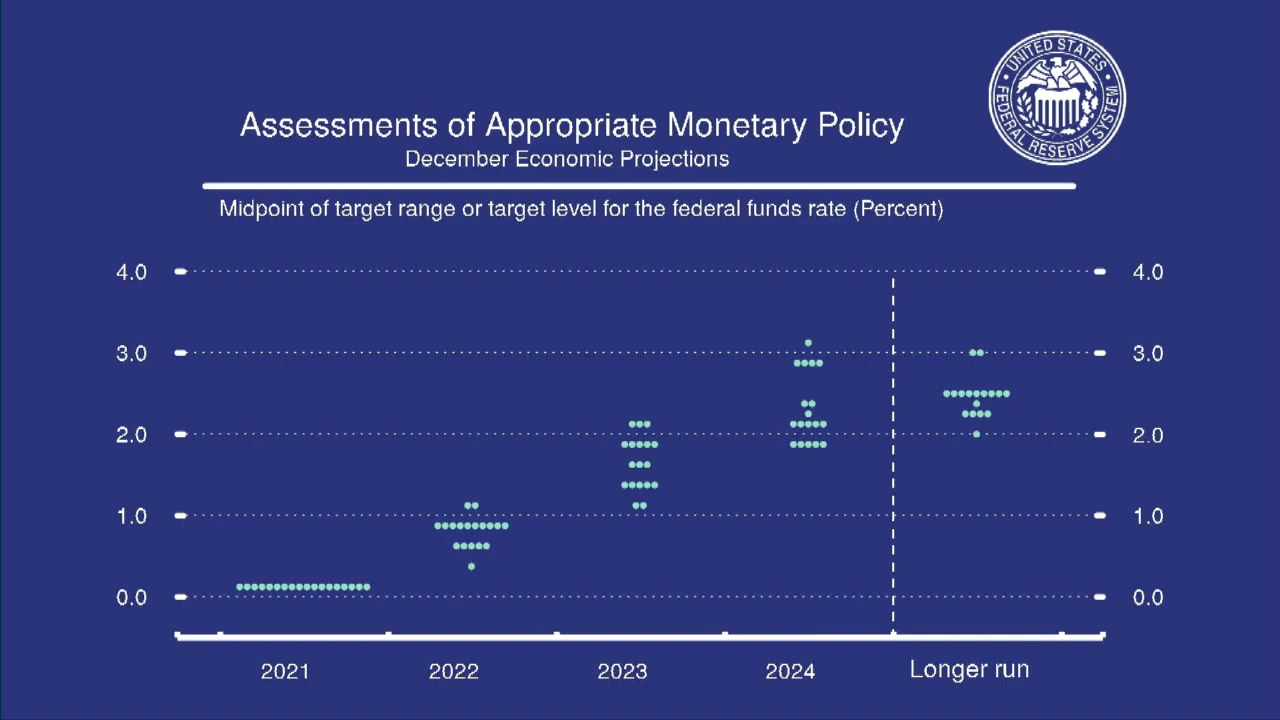 UNITED STATES
FEDERAL RESERVE SYSTEM
Assessments of Appropriate Monetary Policy
December Economic Projections
Midpoint of target range or target level for the federal funds rate (Percent)
4.0 4.0
3.0 3.0
2.0 2.0
1.0 1.0
0.0 0.0
2021 2022 2023 2024 Longer run